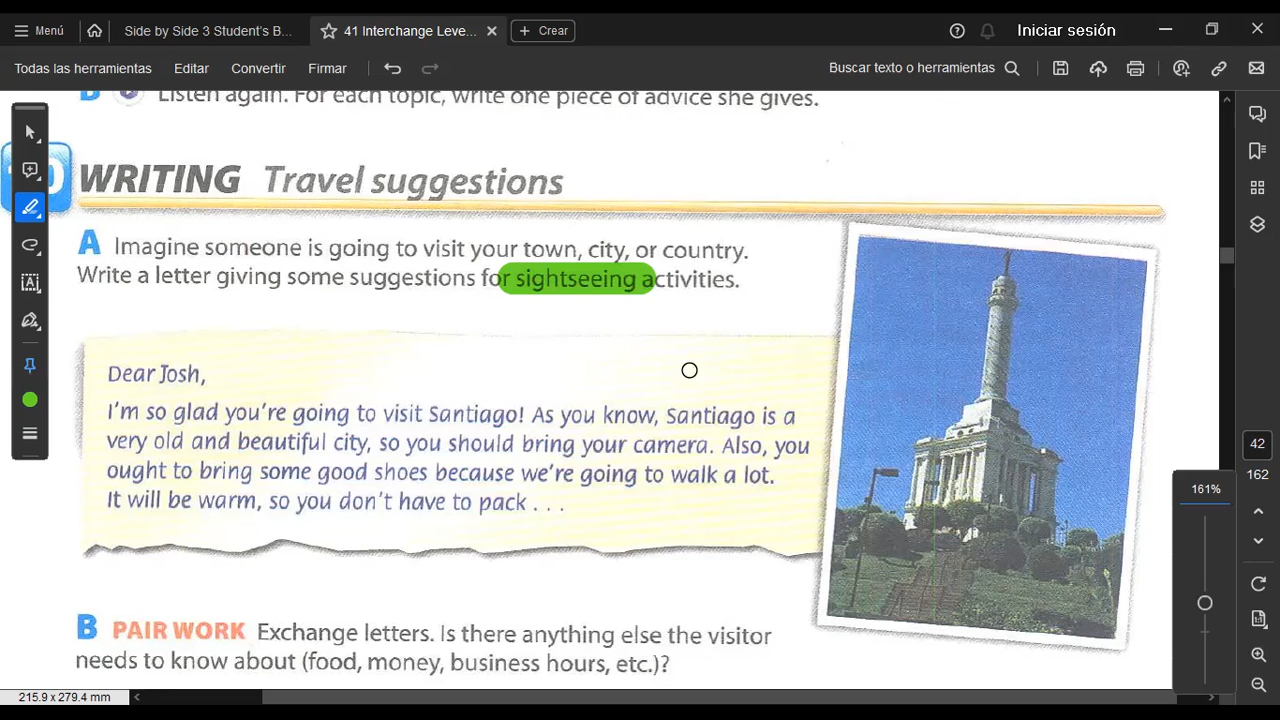 Menú
Side by Side 3 Student's B...
41 Interchange Leve...
Crear
Iniciar sesión
Todas las herramientas
Editar
Convertir
Firmar
Buscar texto o herramientas
B Listen again. For each topic, write one piece of advice she gives.
WRITING Travel suggestions
A Imagine someone is going to visit your town, city, or country.
Write a letter giving some suggestions for sightseeing activities.
Dear Josh,
I'm so glad you're going to visit Santiago! As you know, Santiago is a
very old and beautiful city, so you should bring your camera. Also, you
ought to bring some good shoes because we're going to walk a lot.
It will be warm, so you don't have to pack . . .
B PAIR WORK Exchange letters. Is there anything else the visitor
needs to know about (food, money, business hours, etc.)?
42
162
161%
215.9 x 279.4 mm